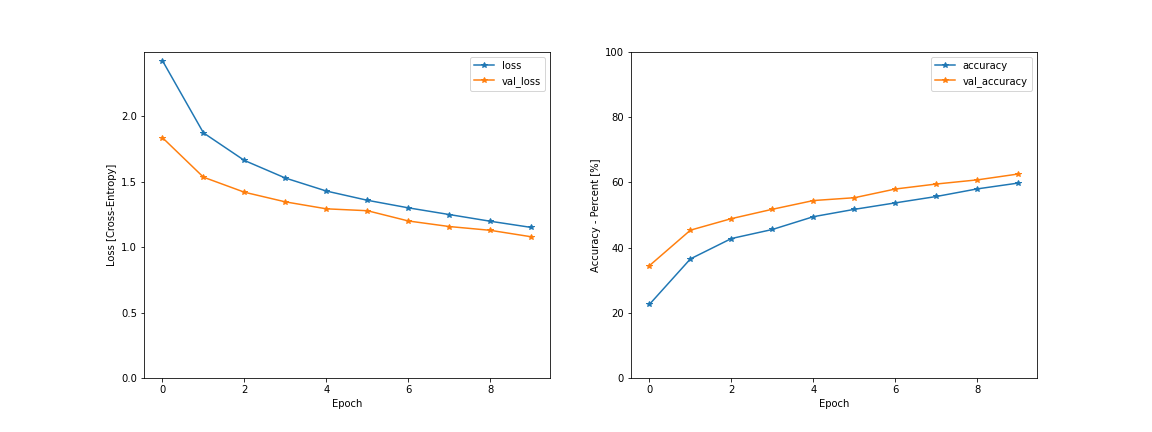 loss
val_loss
2.0
1.5
1.0
0.5
0.0
Loss [Cross-Entropy]
0 2 4 6 8
Epoch
accuracy
val_accuracy
100
80
60
40
20
0
Accuracy - Percent [%]
0 2 4 6 8
Epoch